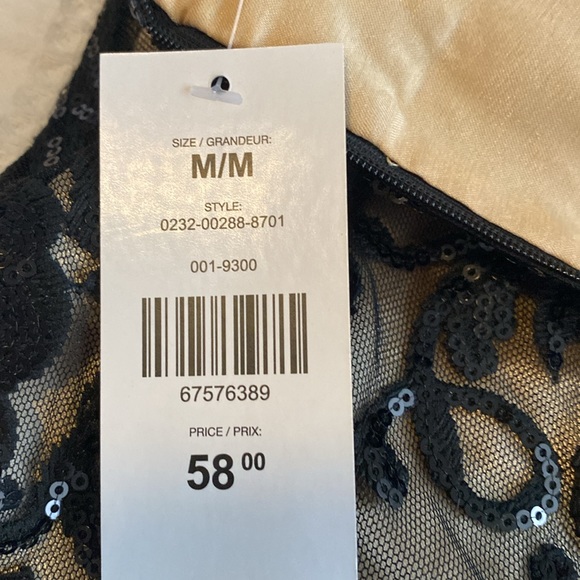 SIZE / GRANDEUR:
M/M
STYLE:
0232-00288-8701
001-9300
67576389
PRICE / PRIX:
58 00